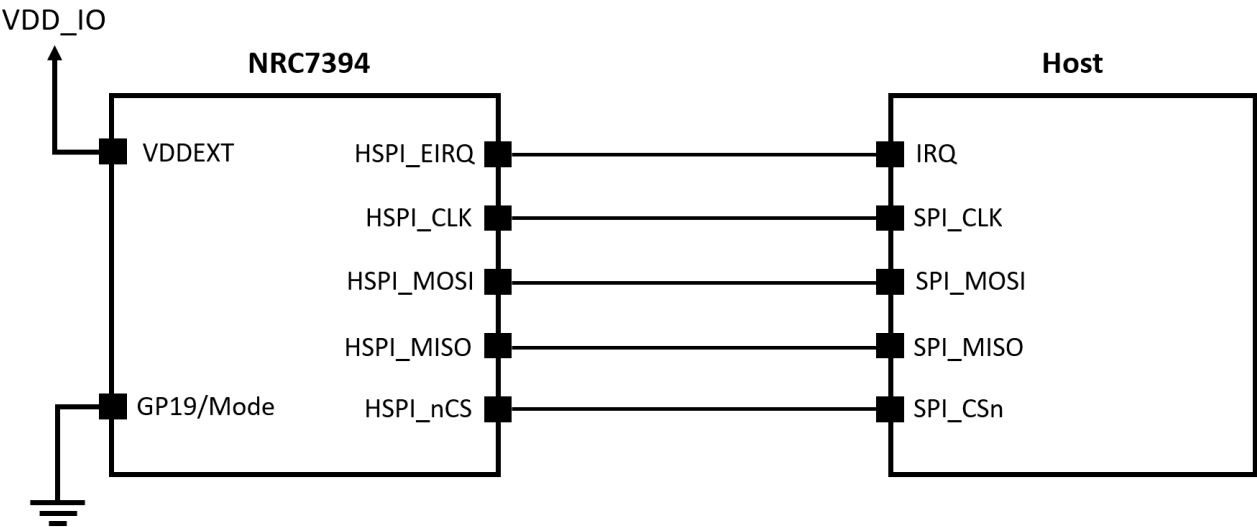 VDD_IO
NRC7394
Host
VDDEXT
HSPI_EIRQ
IRQ
HSPI_CLK
SPI_CLK
HSPI_MOSI
SPI_MOSI
HSPI_MISO
SPI_MISO
GP19/Mode
HSPI_nCS
SPI_CSn